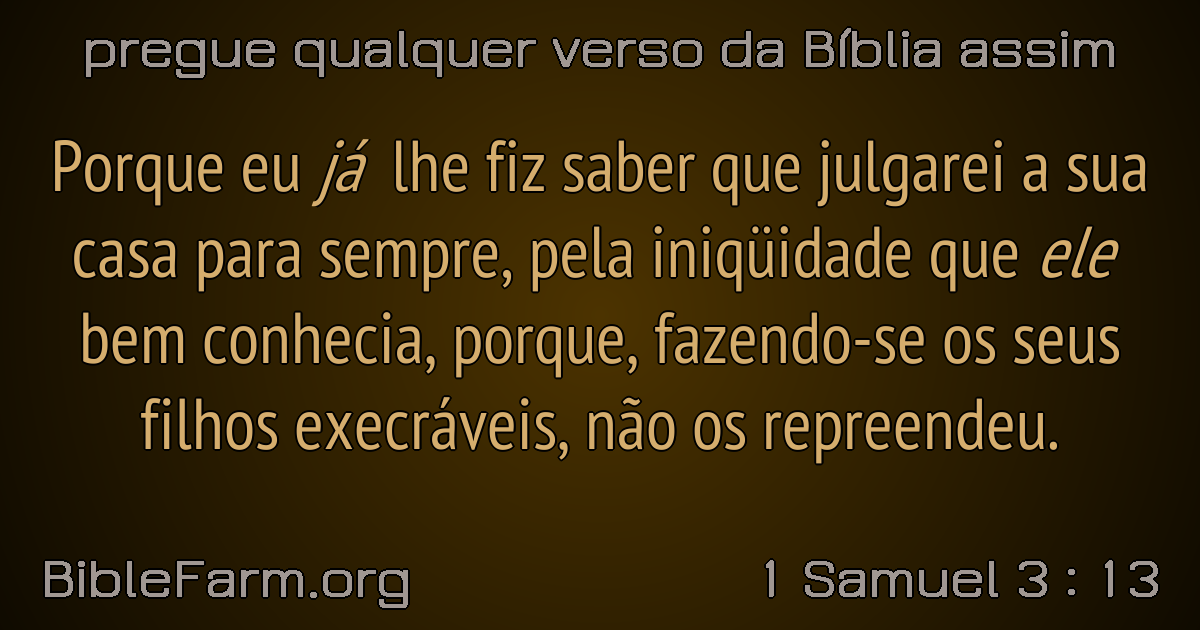 pregue qualquer verso da Bíblia assim
Porque eu já lhe fiz saber que julgarei a sua
casa para sempre, pela iniqüidade que ele
bem conhecia, porque, fazendo-se os seus
filhos execráveis, não os repreendeu.
BibleFarm.org
1 Samuel 3 : 13